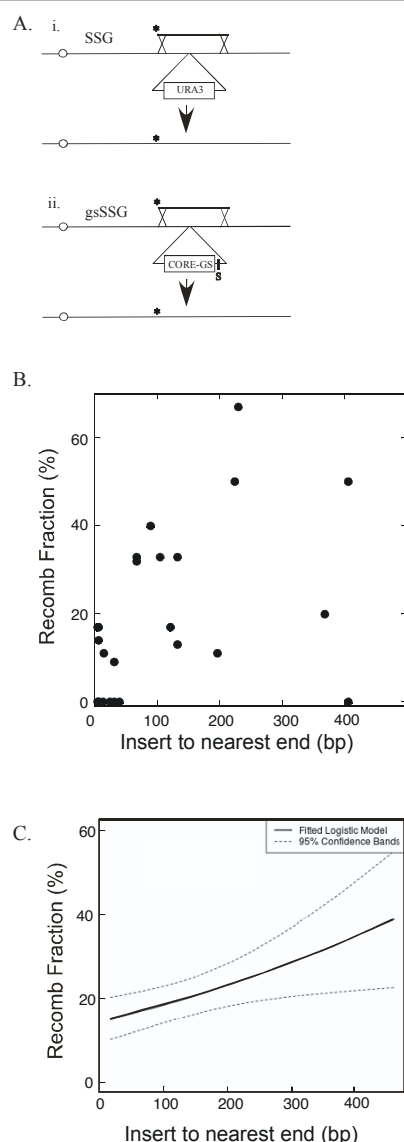 A.
i.
SSG
*
URA3
*
ii.
gsSSG
*
CORE-GS
S
*
B.
Recomb Fraction (%)
60
40
20
0
0 100 200 300 400
Insert to nearest end (bp)
C.
Fitted Logistic Model
95% Confidence Bands
Recomb Fraction (%)
60
40
20
0
0 100 200 300 400
Insert to nearest end (bp)